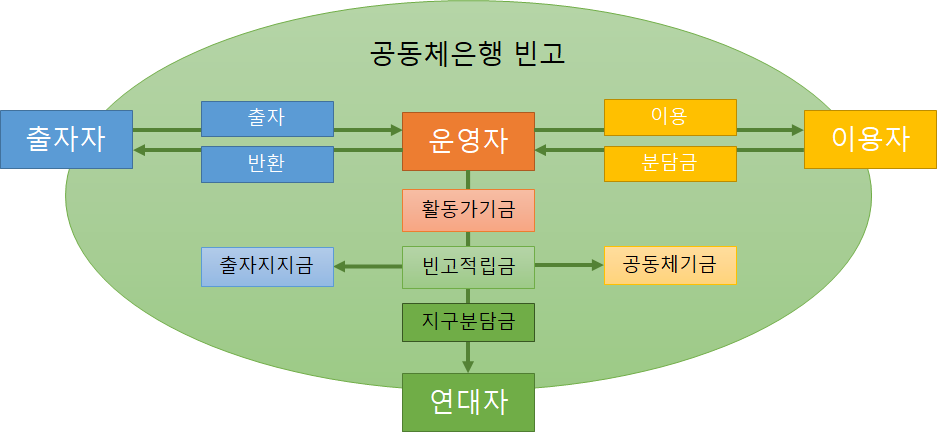 공동체은행 빈고
출자자
출자
반환
운영자
이용
분담금
이용자
활동가기금
출자지지금
빈고적립금
공동체기금
지구분담금
연대자